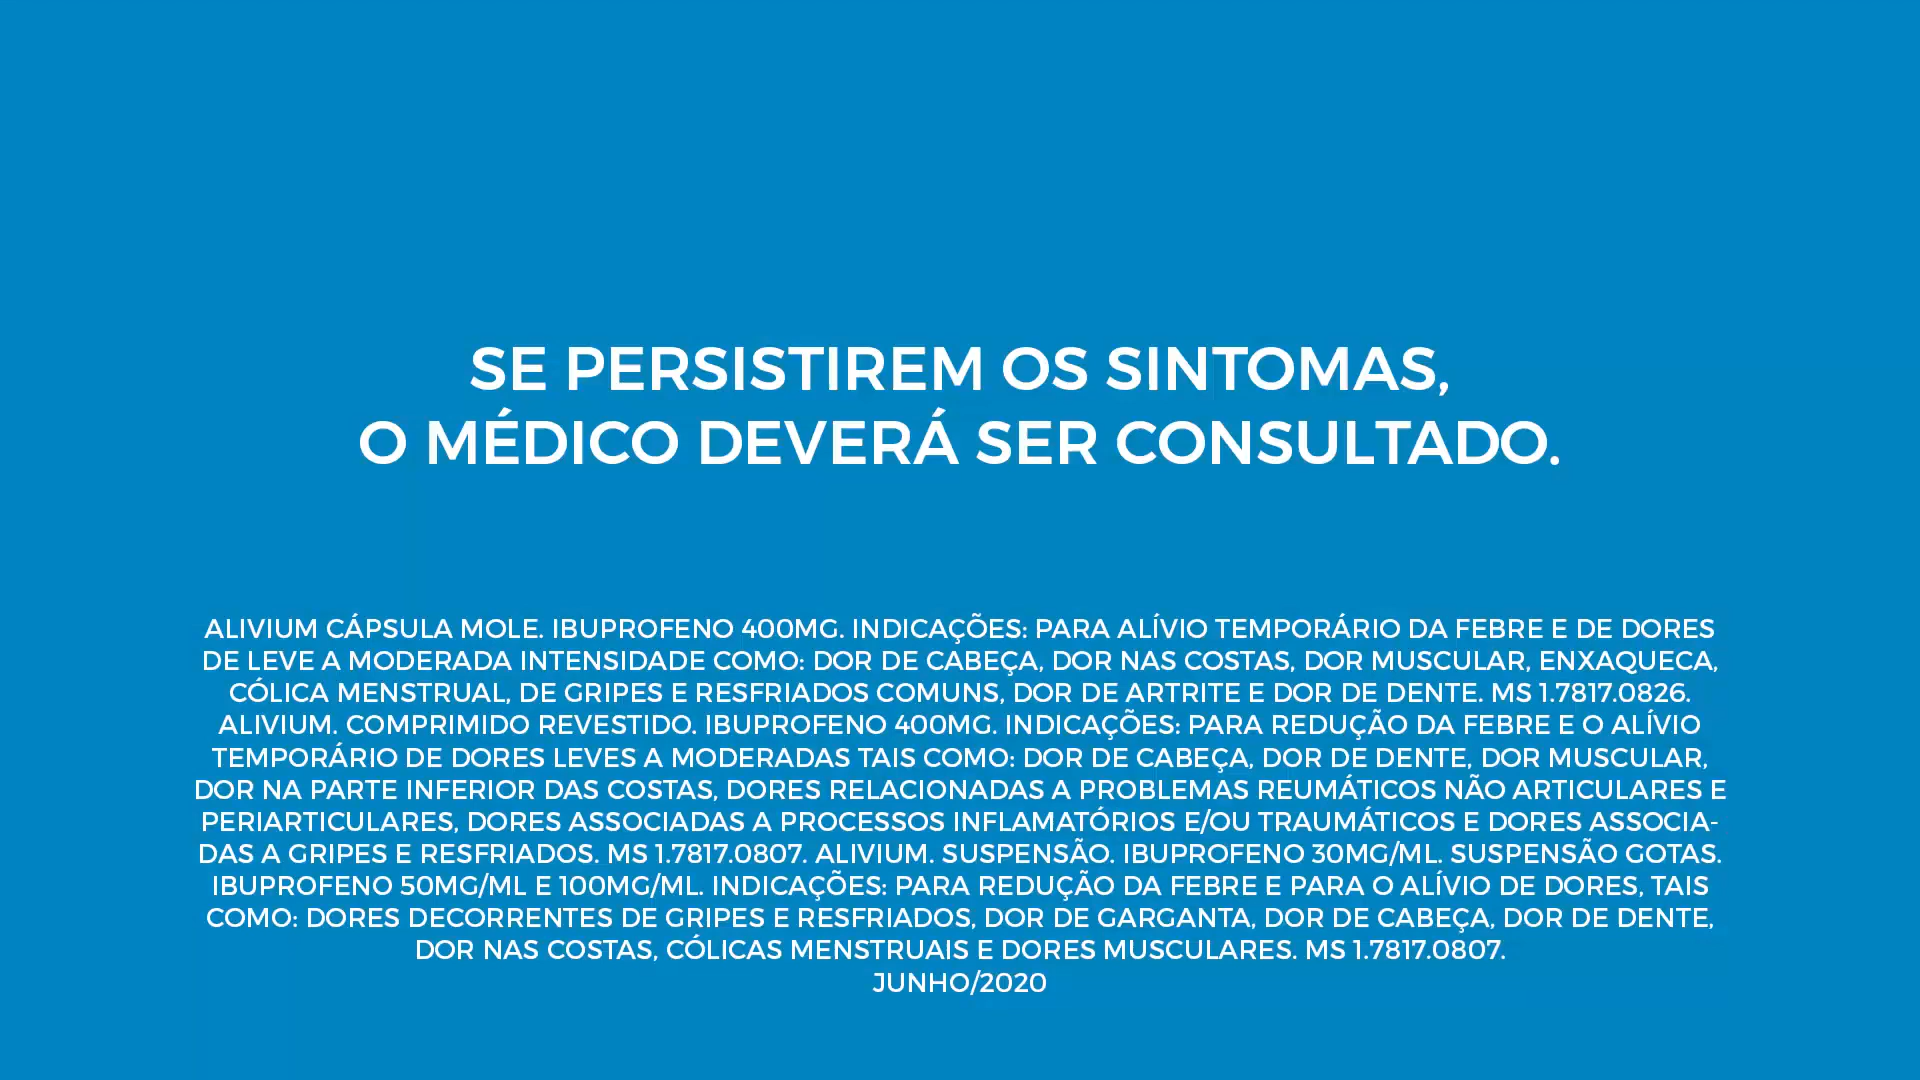 SE PERSISTIREM OS SINTOMAS,
O MÉDICO DEVERÁ SER CONSULTADO.
ALIVIUM CÁPSULA MOLE. IBUPROFENO 400MG. INDICAÇÕES: PARA ALÍVIO TEMPORÁRIO DA FEBRE E DE DORES
DE LEVE A MODERADA INTENSIDADE COMO: DOR DE CABEÇA, DOR NAS COSTAS, DOR MUSCULAR, ENXAQUECA,
CÓLICA MENSTRUAL, DE GRIPES E RESFRIADOS COMUNS, DOR DE ARTRITE E DOR DE DENTE. MS 1.7817.0826.
ALIVIUM. COMPRIMIDO REVESTIDO. IBUPROFENO 400MG. INDICAÇÕES: PARA REDUÇÃO DA FEBRE E O ALÍVIO
TEMPORÁRIO DE DORES LEVES A MODERADAS TAIS COMO: DOR DE CABEÇA, DOR DE DENTE, DOR MUSCULAR,
DOR NA PARTE INFERIOR DAS COSTAS, DORES RELACIONADAS A PROBLEMAS REUMÁTICOS NÃO ARTICULARES E
PERIARTICULARES, DORES ASSOCIADAS A PROCESSOS INFLAMATÓRIOS E/OU TRAUMÁTICOS E DORES ASSOCIA-
DAS A GRIPES E RESFRIADOS. MS 1.7817.0807. ALIVIUM. SUSPENSÃO. IBUPROFENO 30MG/ML. SUSPENSÃO GOTAS.
IBUPROFENO 50MG/ML E 100MG/ML. INDICAÇÕES: PARA REDUÇÃO DA FEBRE E PARA O ALÍVIO DE DORES, TAIS
COMO: DORES DECORRENTES DE GRIPES E RESFRIADOS, DOR DE GARGANTA, DOR DE CABEÇA, DOR DE DENTE,
DOR NAS COSTAS, CÓLICAS MENSTRUAIS E DORES MUSCULARES. MS 1.7817.0807.
JUNHO/2020